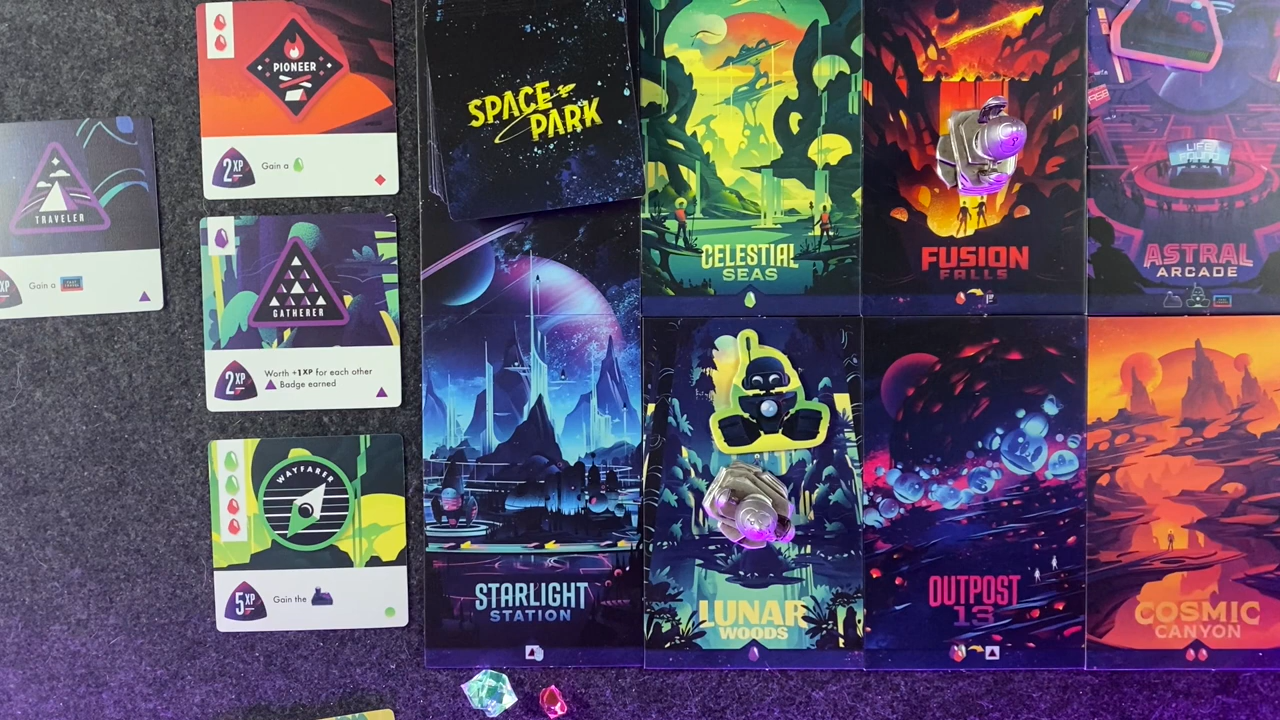 TRAVELER
XP
Gain a
PIONEER
2XP
Gain a
GATHERER
2XP
Worth +1XP for each other
Badge earned
WAYFARER
5XP
Gain the
SPACE
PARK
STARLIGHT
STATION
CELESTIAL
SEAS
FUSION
FALLS
ASTRAL
ARCADE
LUNAR
WOODS
OUTPOST
13
COSMIC
CANYON